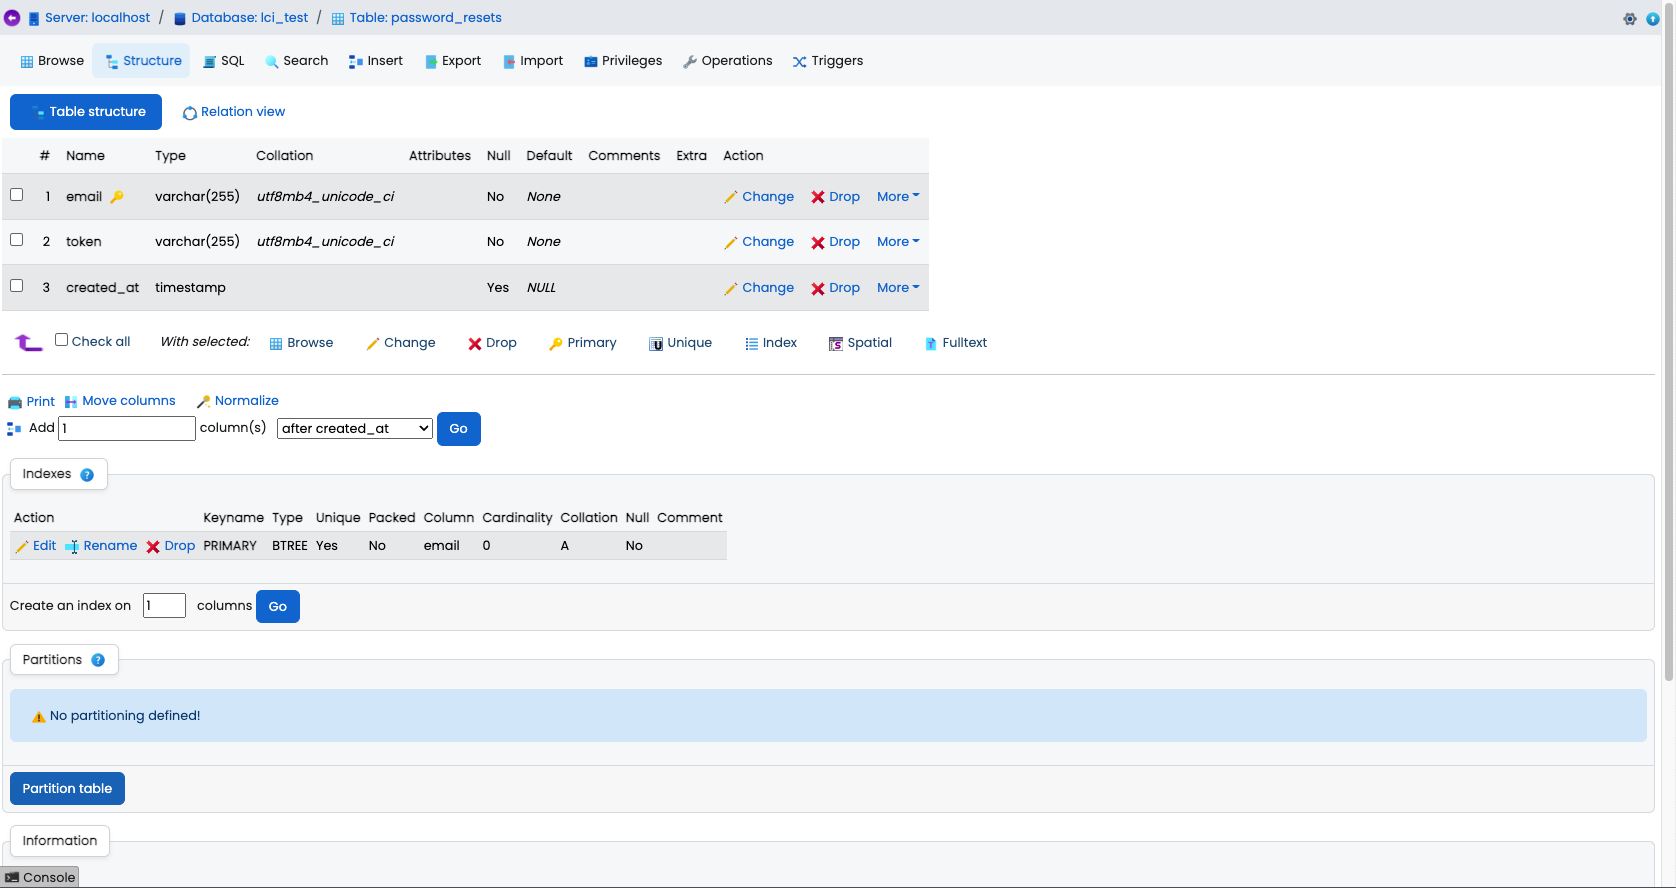 Server: localhost / Database: lci_test / Table: password_resets
Browse Structure SQL Search Insert Export Import Privileges Operations Triggers
Table structure Relation view
# Name Type Collation Attributes Null Default Comments Extra Action
1 email varchar(255) utf8mb4_unicode_ci No None Change Drop More
2 token varchar(255) utf8mb4_unicode_ci No None Change Drop More
3 created_at timestamp Yes NULL Change Drop More
Check all With selected: Browse Change Drop Primary Unique Index Spatial Fulltext
Print Move columns Normalize
Add 1 column(s) after created_at Go
Indexes
Action Keyname Type Unique Packed Column Cardinality Collation Null Comment
Edit Rename Drop PRIMARY BTREE Yes No email 0 A No
Create an index on 1 columns Go
Partitions
No partitioning defined!
Partition table
Information
Console